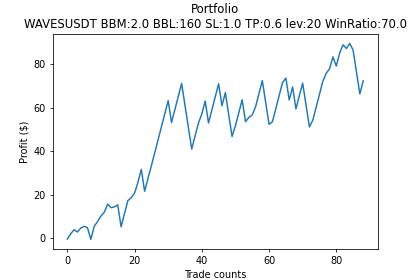 Portfolio
WAVESUSDT BBM:2.0 BBL:160 SL:1.0 TP:0.6 lev:20 WinRatio:70.0
Profit ($)
80
60
40
20
0
0 20 40 60 80
Trade counts